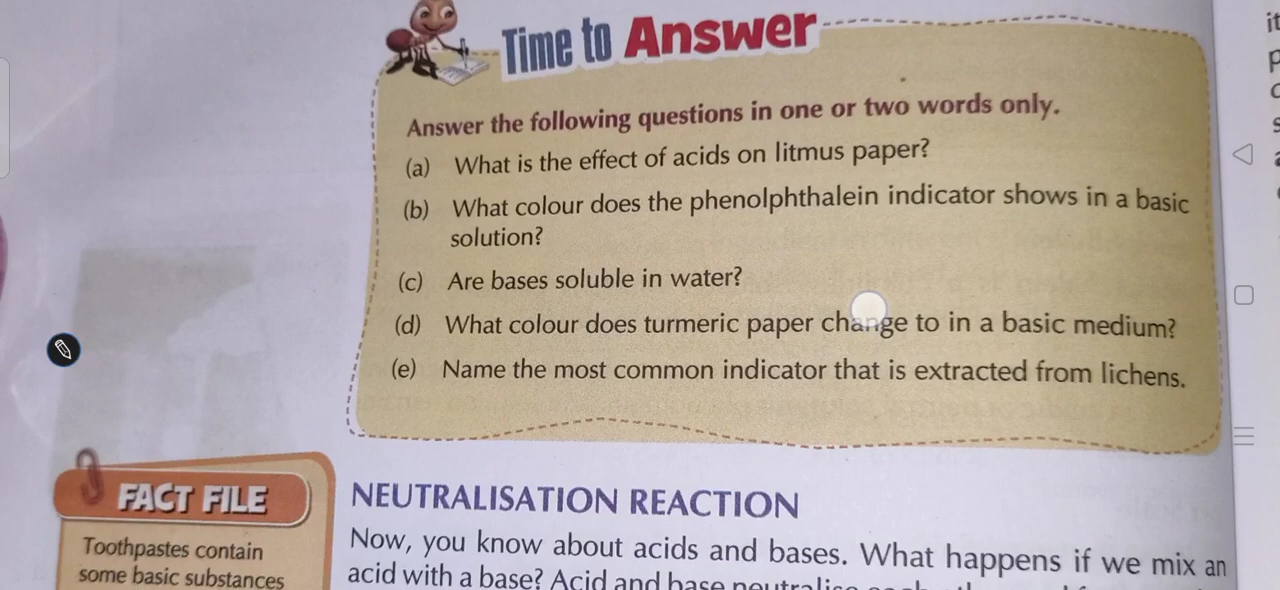 Time to Answer
Answer the following questions in one or two words only.
(a) What is the effect of acids on litmus paper?
(b) What colour does the phenolphthalein indicator shows in a basic
solution?
(c) Are bases soluble in water?
(d) What colour does turmeric paper change to in a basic medium?
(e) Name the most common indicator that is extracted from lichens.
FACT FILE
Toothpastes contain
some basic substances
NEUTRALISATION REACTION
Now, you know about acids and bases. What happens if we mix an
acid with a base? Acid and base neutralise